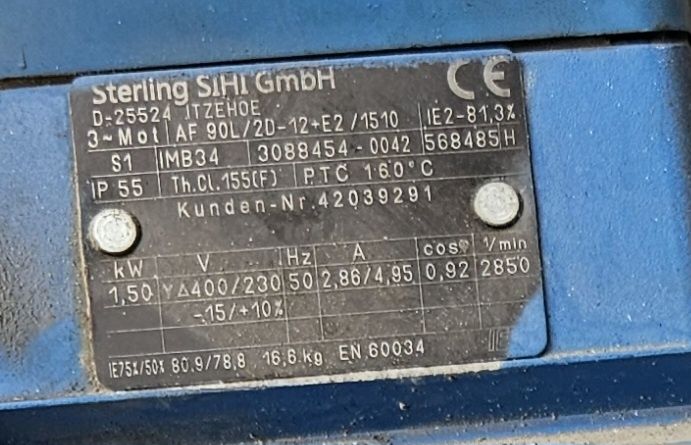 Sterling SIHI GmbH CE
D-25524 ITZEHOE
3~Mot AF 90L/2D-12+E2/1510 IE2-81,3%
S1 IMB34 3088454-0042 568485 H
IP 55 Th.Cl.155(F) PTC 160°C
Kunden-Nr.42039291
kW V Hz A cosφ 1/min
1,50 Y△400/230 50 2,86/4,95 0,92 2850
-15/+10%
IE75%/50% 80,9/78,8 16,6 kg EN 60034